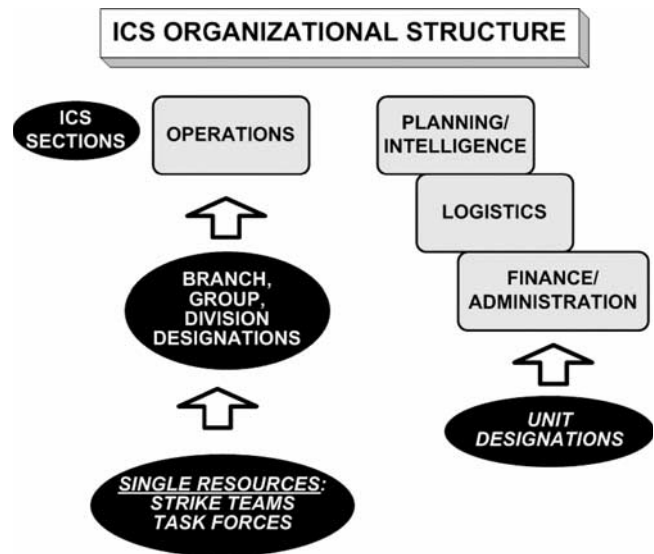 ICS ORGANIZATIONAL STRUCTURE
ICS
SECTIONS
OPERATIONS
PLANNING/
INTELLIGENCE
LOGISTICS
FINANCE/
ADMINISTRATION
BRANCH,
GROUP,
DIVISION
DESIGNATIONS
UNIT
DESIGNATIONS
SINGLE RESOURCES:
STRIKE TEAMS
TASK FORCES